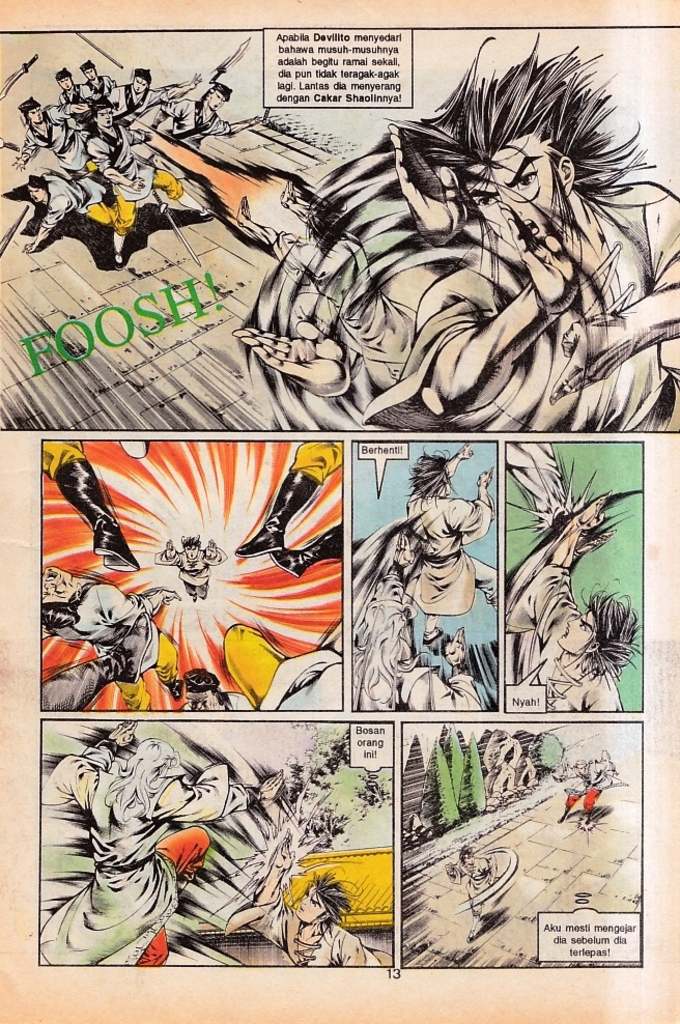 Apabila Devilito menyedari
bahawa musuh-musuhnya
adalah begitu ramai sekali,
dia pun tidak teragak-agak
lagi. Lantas dia menyerang
dengan Cakar Shaolinnya!
FOOSH!
Berhenti!
Nyah!
Bosan
orang
ini!
Aku mesti mengejar
dia sebelum dia
terlepas!
13